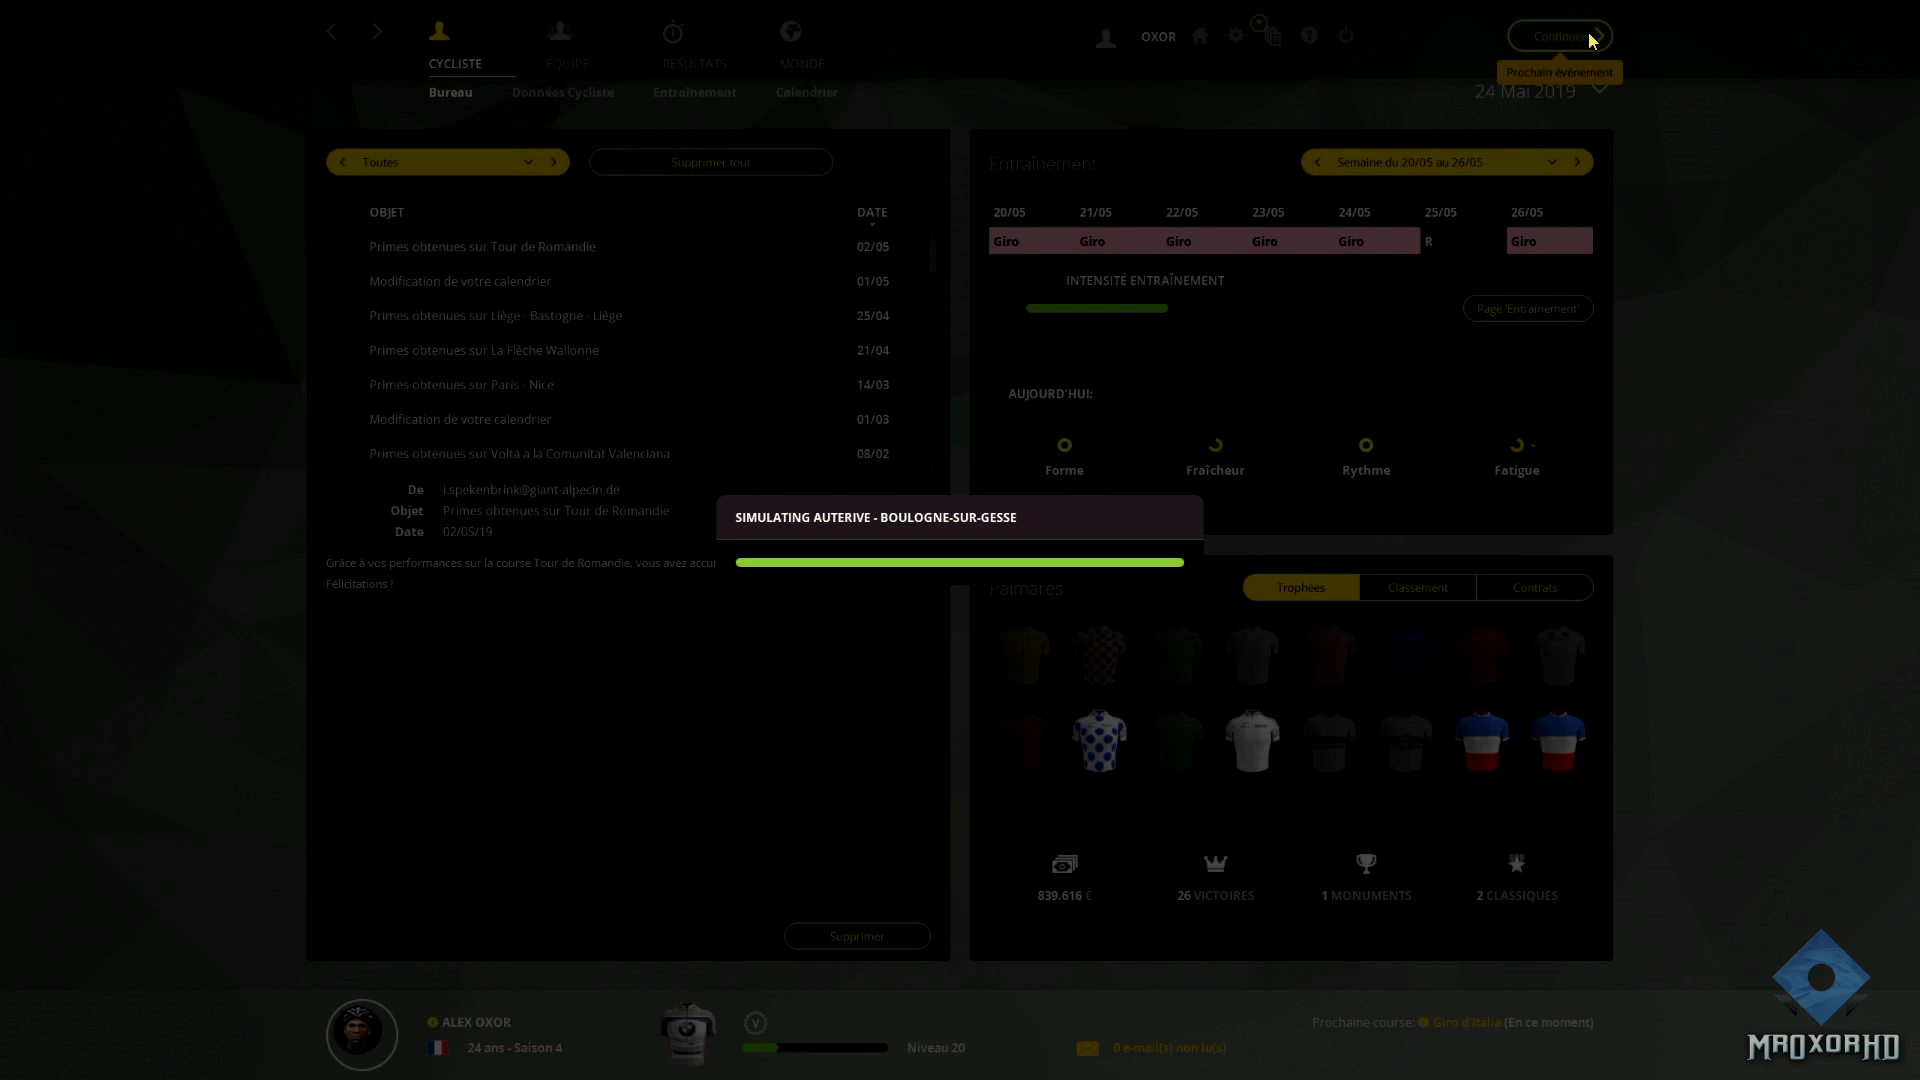 CYCLISTE
ÉQUIPE
RÉSULTATS
MONDE
OXOR
Continuer
Prochain événement
Bureau
Données Cycliste
Entraînement
Calendrier
24 Mai 2019
Toutes
Supprimer tout
OBJET
DATE
Primes obtenues sur Tour de Romandie
02/05
Modification de votre calendrier
01/05
Primes obtenues sur Liège - Bastogne - Liège
25/04
Primes obtenues sur La Flèche Wallonne
21/04
Primes obtenues sur Paris - Nice
14/03
Modification de votre calendrier
01/03
Primes obtenues sur Volta a la Comunitat Valenciana
08/02
De
i.spekenbrink@giant-alpecin.de
Objet
Primes obtenues sur Tour de Romandie
Date
02/05/19
Grâce à vos performances sur la course Tour de Romandie, vous avez
Félicitations !
Supprimer
Entraînement
Semaine du 20/05 au 26/05
20/05 21/05 22/05 23/05 24/05 25/05 26/05
Giro Giro Giro Giro Giro R Giro
INTENSITÉ ENTRAÎNEMENT
Page 'Entraînement'
AUJOURD'HUI:
Forme
Fraîcheur
Rythme
Fatigue
SIMULATING AUTERIVE - BOULOGNE-SUR-GESSE
Palmarès
Trophées
Classement
Contrats
839.616 €
26 VICTOIRES
1 MONUMENTS
2 CLASSIQUES
ALEX OXOR
24 ans - Saison 4
V
Niveau 20
0 e-mail(s) non lu(s)
Prochaine course: Giro d'Italia (En ce moment)
MrOxorHD